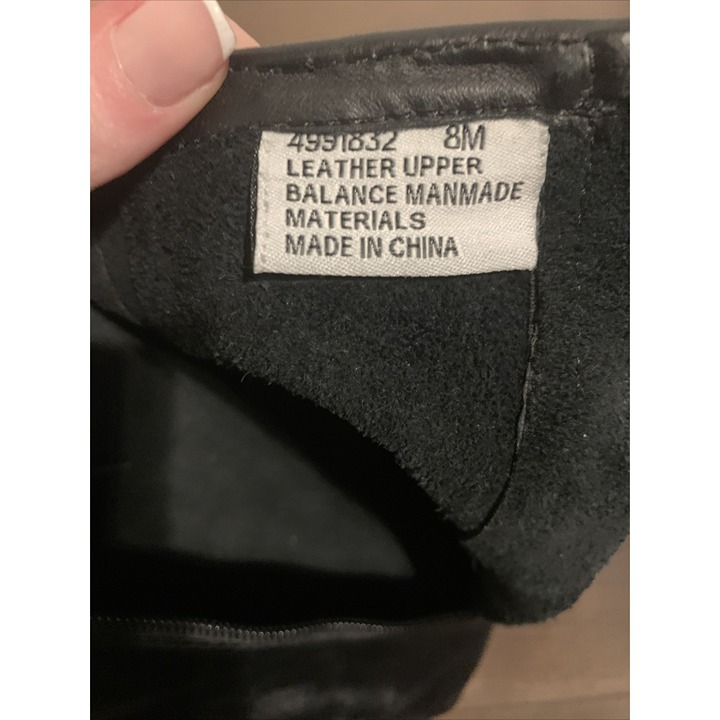 4991832 8M
LEATHER UPPER
BALANCE MANMADE
MATERIALS
MADE IN CHINA